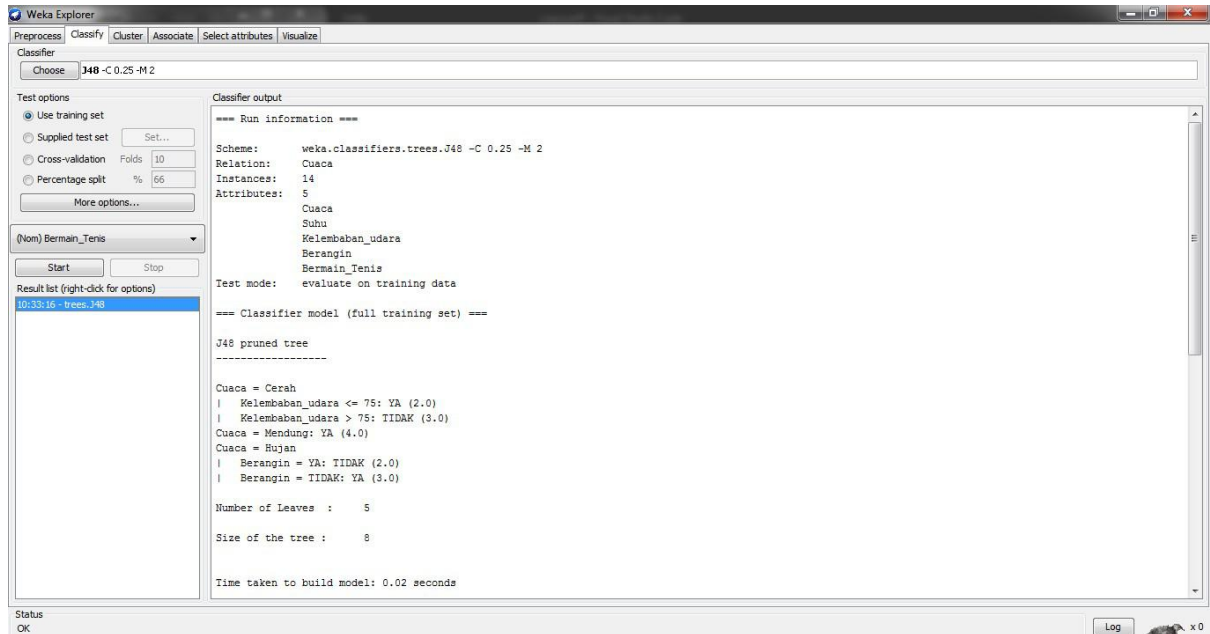 Weka Explorer
Preprocess Classify Cluster Associate Select attributes Visualize
Classifier
Choose J48 -C 0.25 -M 2
Test options
Use training set
Supplied test set Set...
Cross-validation Folds 10
Percentage split % 66
More options...
(Nom) Bermain_Tenis
Start Stop
Result list (right-click for options)
10:33:16 - trees.J48
Classifier output
=== Run information ===
Scheme: weka.classifiers.trees.J48 -C 0.25 -M 2
Relation: Cuaca
Instances: 14
Attributes: 5
Cuaca
Suhu
Kelembaban_udara
Berangin
Bermain_Tenis
Test mode: evaluate on training data
=== Classifier model (full training set) ===
J48 pruned tree
------------------
Cuaca = Cerah
| Kelembaban_udara <= 75: YA (2.0)
| Kelembaban_udara > 75: TIDAK (3.0)
Cuaca = Mendung: YA (4.0)
Cuaca = Hujan
| Berangin = YA: TIDAK (2.0)
| Berangin = TIDAK: YA (3.0)
Number of Leaves : 5
Size of the tree : 8
Time taken to build model: 0.02 seconds
Status
OK
Log x 0